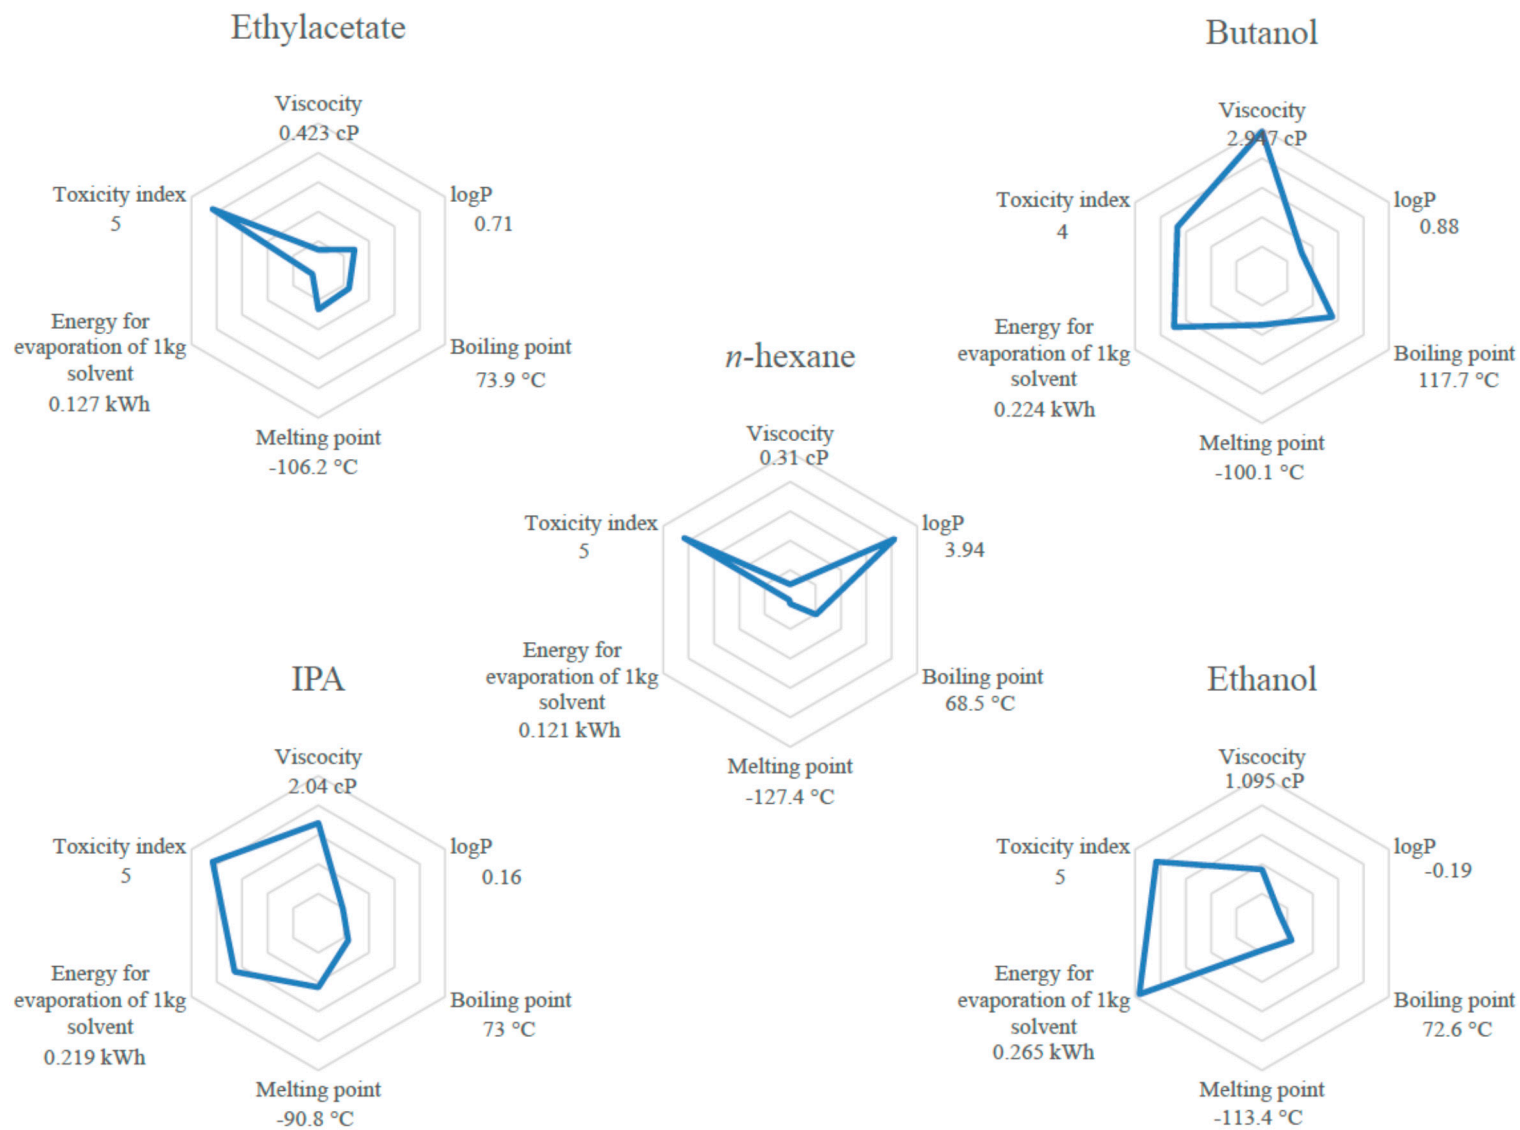 Ethylacetate
Viscocity
0.423 cP
Toxicity index
5
logP
0.71
Energy for
evaporation of 1kg
solvent
0.127 kWh
Boiling point
73.9 °C
Melting point
-106.2 °C
Butanol
Viscocity
2.947 cP
Toxicity index
4
logP
0.88
Energy for
evaporation of 1kg
solvent
0.224 kWh
Boiling point
117.7 °C
Melting point
-100.1 °C
n-hexane
Viscocity
0.31 cP
Toxicity index
5
logP
3.94
Energy for
evaporation of 1kg
solvent
0.121 kWh
Boiling point
68.5 °C
Melting point
-127.4 °C
IPA
Viscocity
2.04 cP
Toxicity index
5
logP
0.16
Energy for
evaporation of 1kg
solvent
0.219 kWh
Boiling point
73 °C
Melting point
-90.8 °C
Ethanol
Viscocity
1.095 cP
Toxicity index
5
logP
-0.19
Energy for
evaporation of 1kg
solvent
0.265 kWh
Boiling point
72.6 °C
Melting point
-113.4 °C